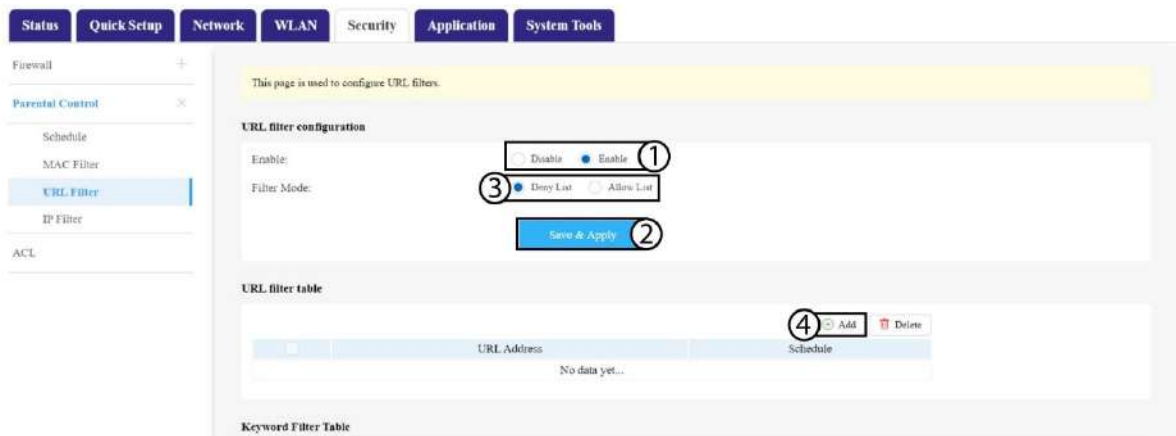 Status Quick Setup Network WLAN Security Application System Tools
Firewall
Parental Control
Schedule
MAC Filter
URL Filter
IP Filter
ACL
This page is used to configure URL filters.
URL filter configuration
Enable: Disable Enable 1
Filter Mode: 3 Deny List Allow List
Save & Apply 2
URL filter table
4 Add Delete
URL Address Schedule
No data yet...
Keyword Filter Table